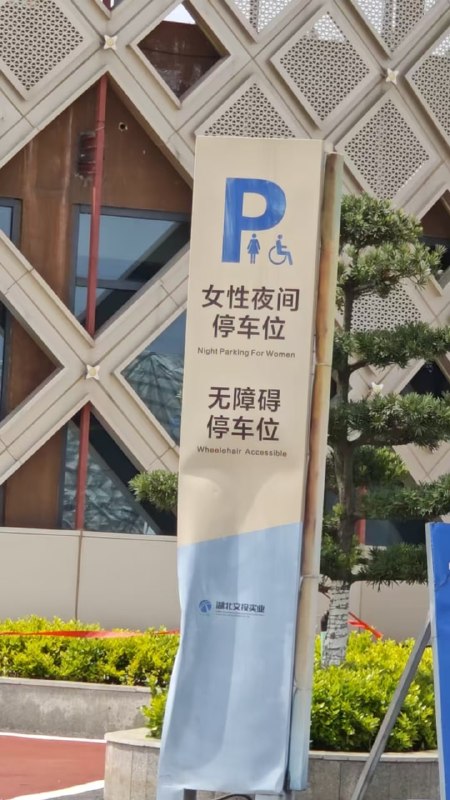 P
女性夜间
停车位
Night Parking For Women
无障碍
停车位
Wheelehair Accessible
湖北交投实业